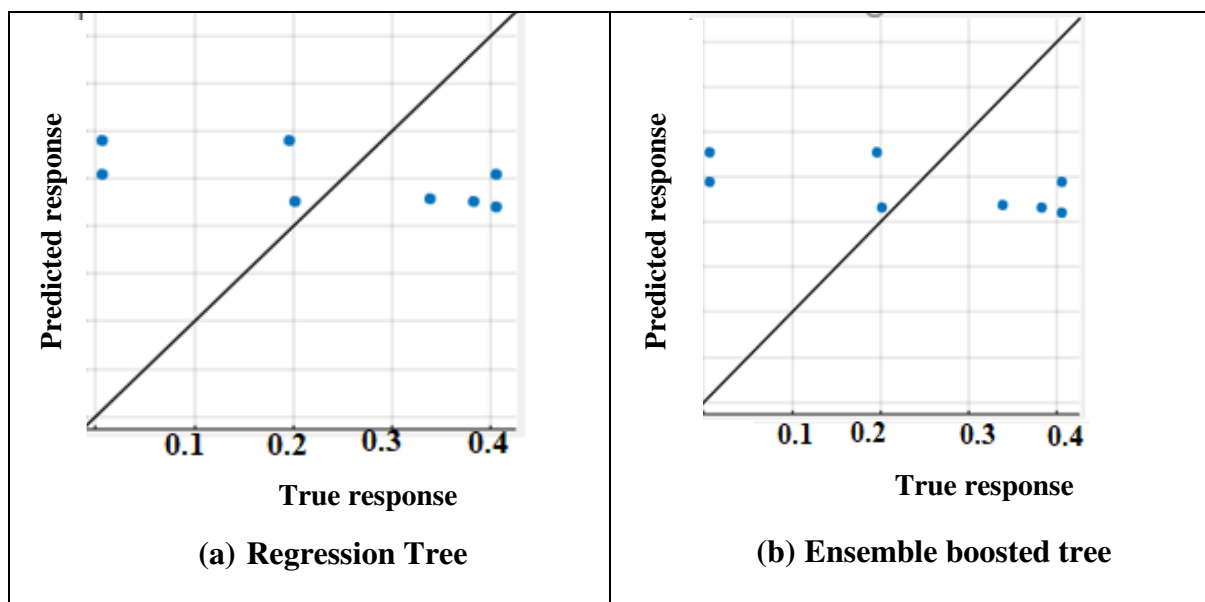 Predicted response
0.1 0.2 0.3 0.4
True response
(a) Regression Tree
Predicted response
0.1 0.2 0.3 0.4
True response
(b) Ensemble boosted tree